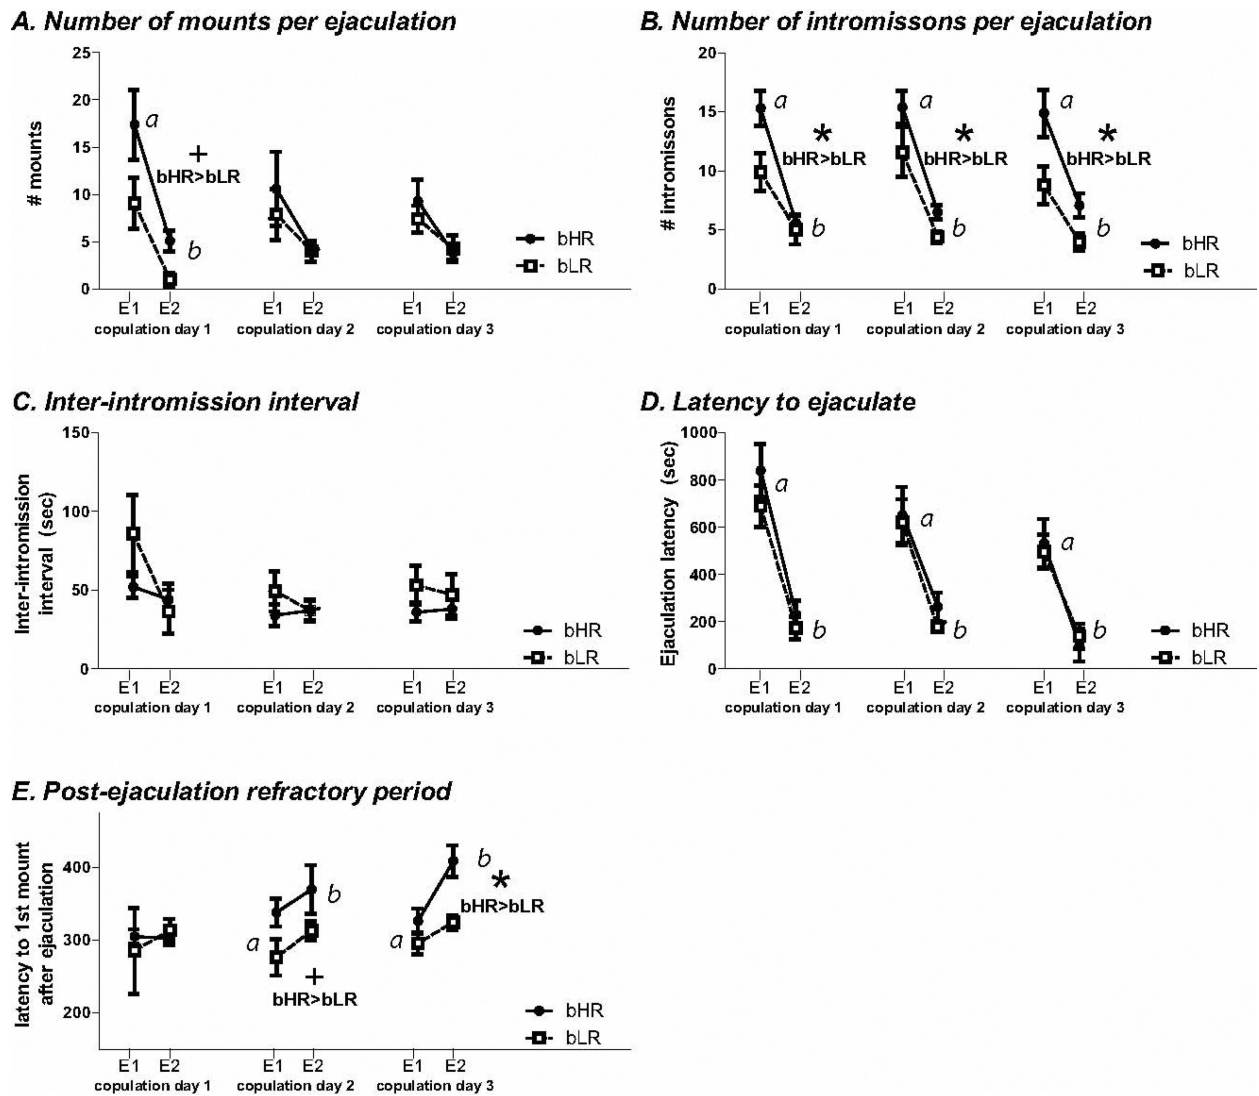 A. Number of mounts per ejaculation
# mounts
25
20
15
10
5
0
a
+
bHR>bLR
b
bHR
bLR
E1 E2 E1 E2 E1 E2
copulation day 1 copulation day 2 copulation day 3
B. Number of intromissons per ejaculation
# intromissons
20
15
10
5
0
a a a
* * *
bHR>bLR bHR>bLR bHR>bLR
b b b
bHR
bLR
E1 E2 E1 E2 E1 E2
copulation day 1 copulation day 2 copulation day 3
C. Inter-intromission interval
Inter-intromission
interval (sec)
150
100
50
0
bHR
bLR
E1 E2 E1 E2 E1 E2
copulation day 1 copulation day 2 copulation day 3
D. Latency to ejaculate
Ejaculation latency (sec)
1000
800
600
400
200
0
a a a
b b b
bHR
bLR
E1 E2 E1 E2 E1 E2
copulation day 1 copulation day 2 copulation day 3
E. Post-ejaculation refractory period
latency to 1st mount
after ejaculation
400
300
200
a b
+
bHR>bLR
a b
*
bHR>bLR
bHR
bLR
E1 E2 E1 E2 E1 E2
copulation day 1 copulation day 2 copulation day 3